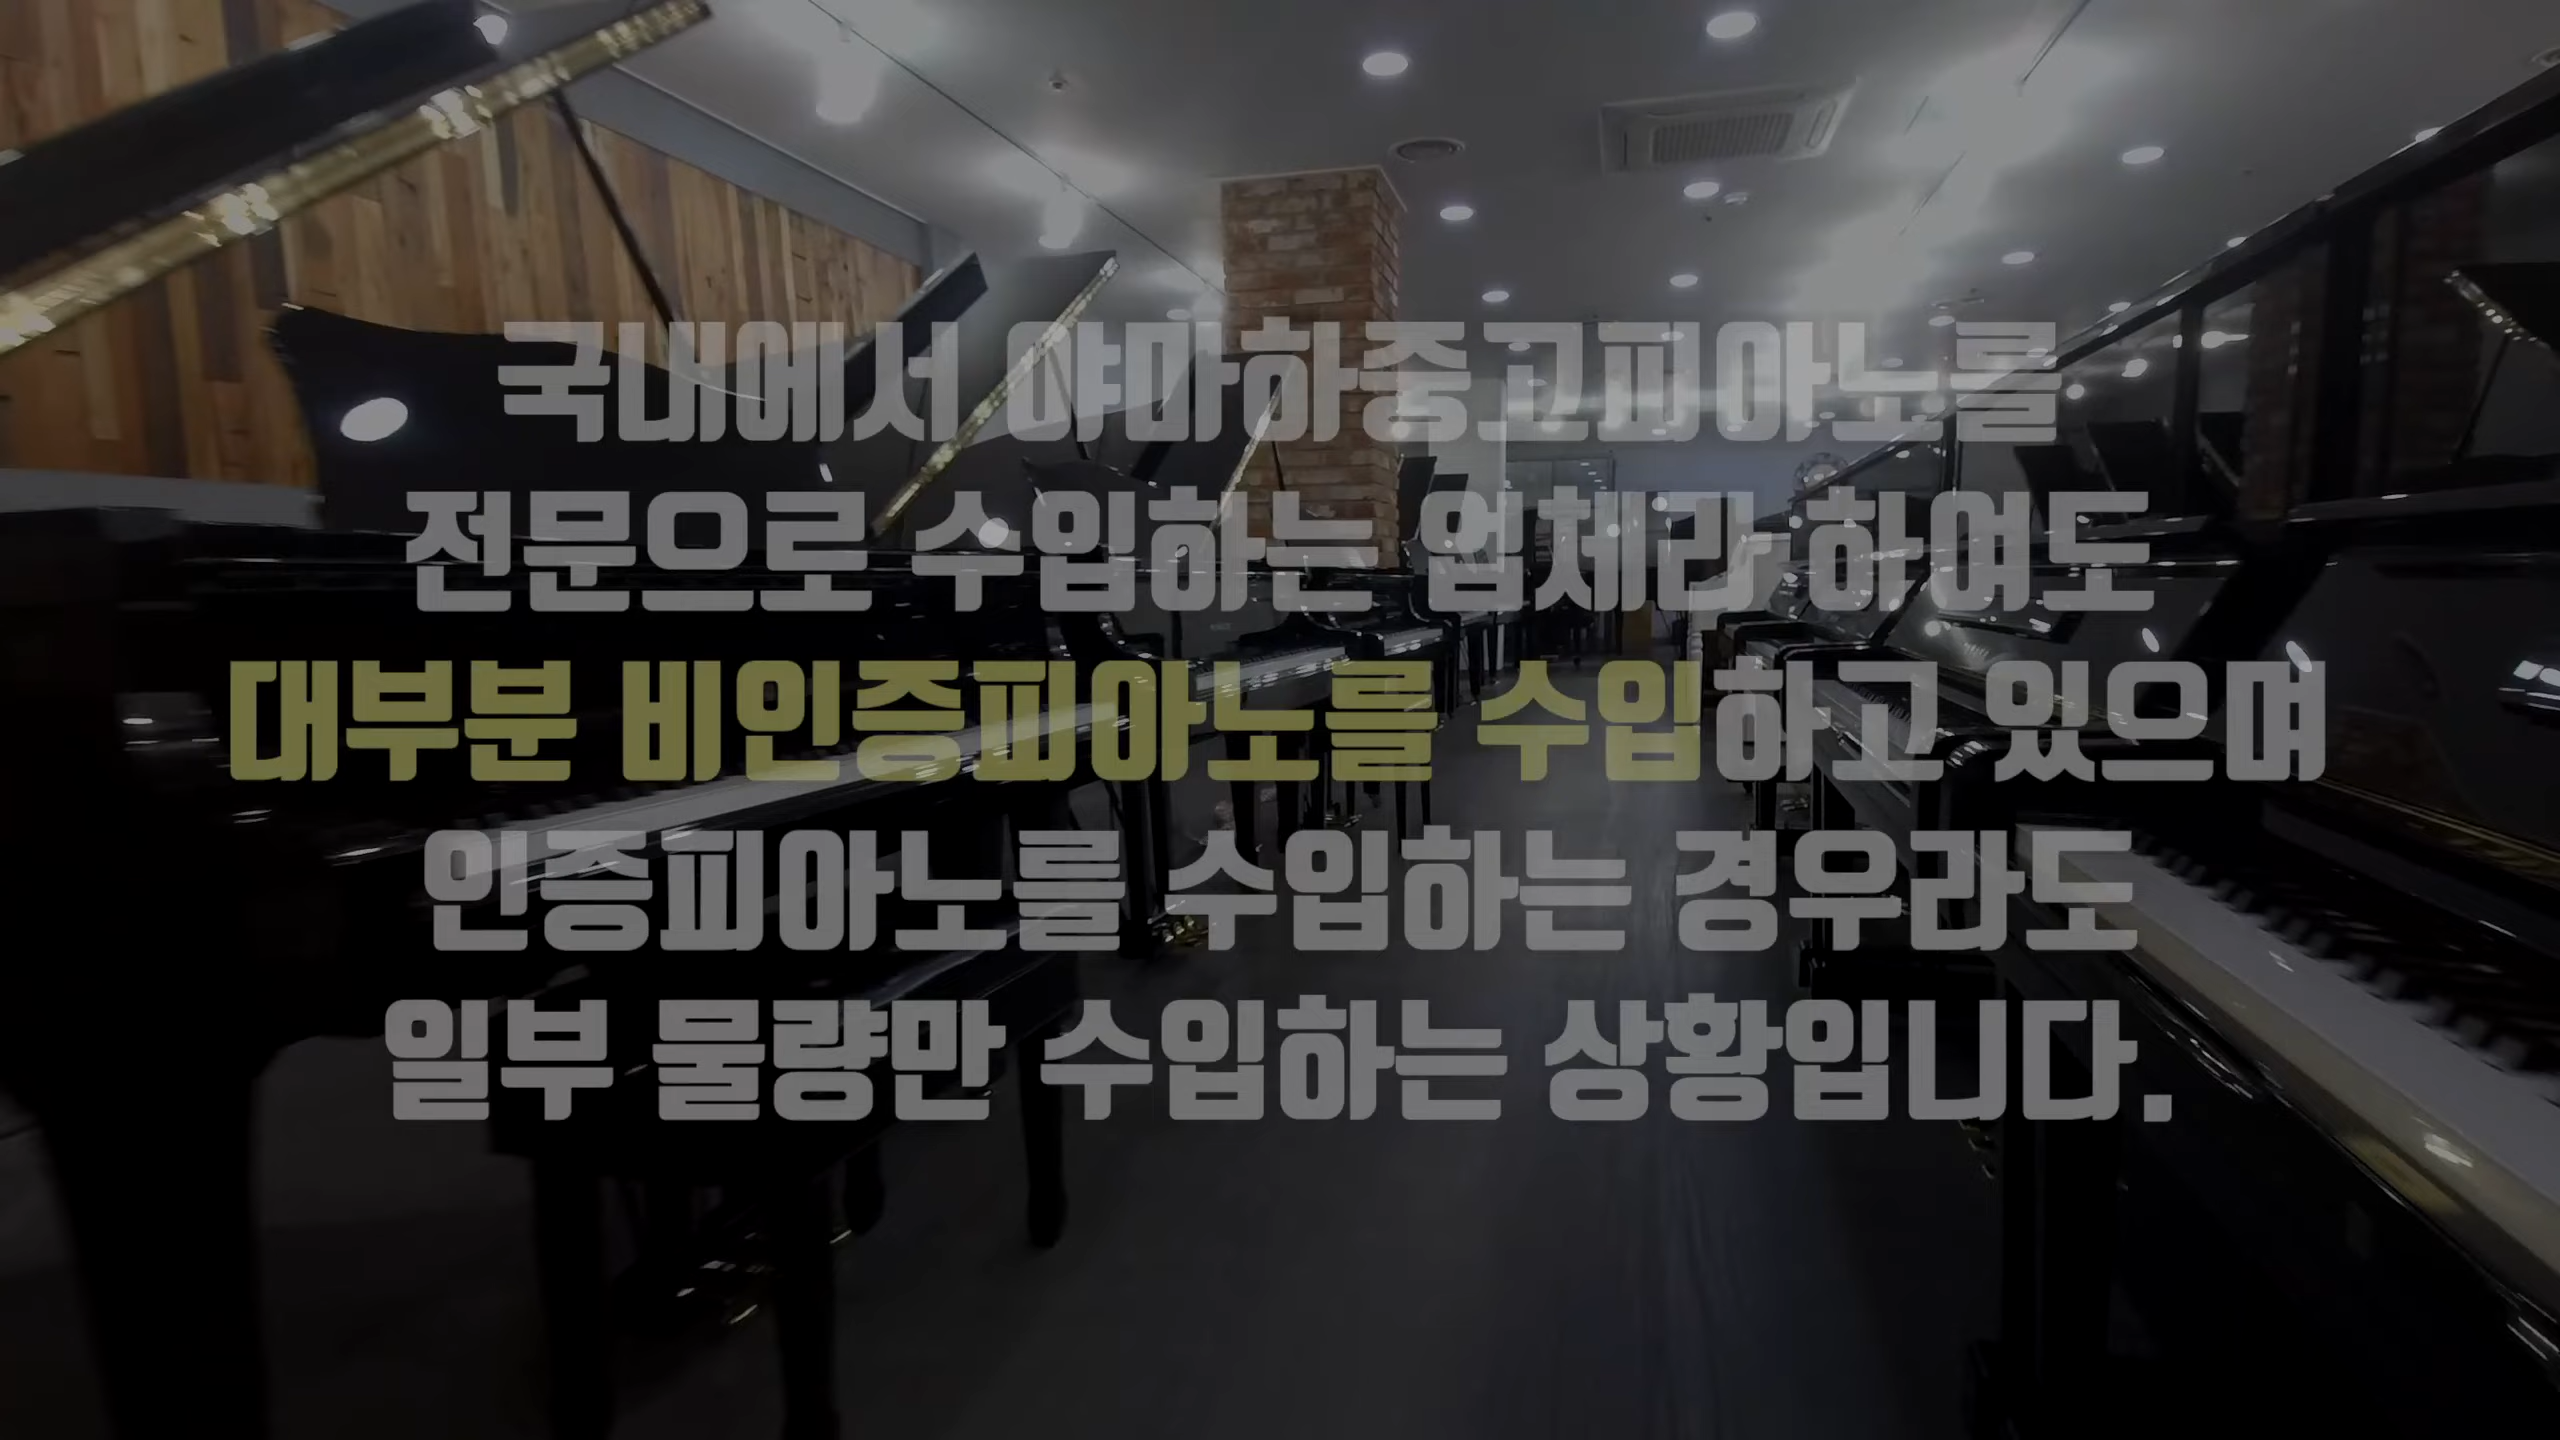 국내에서 야마하중고피아노를
전문으로 수입하는 업체라 하여도
대부분 비인증피아노를 수입하고 있으며
인증피아노를 수입하는 경우라도
일부 물량만 수입하는 상황입니다.